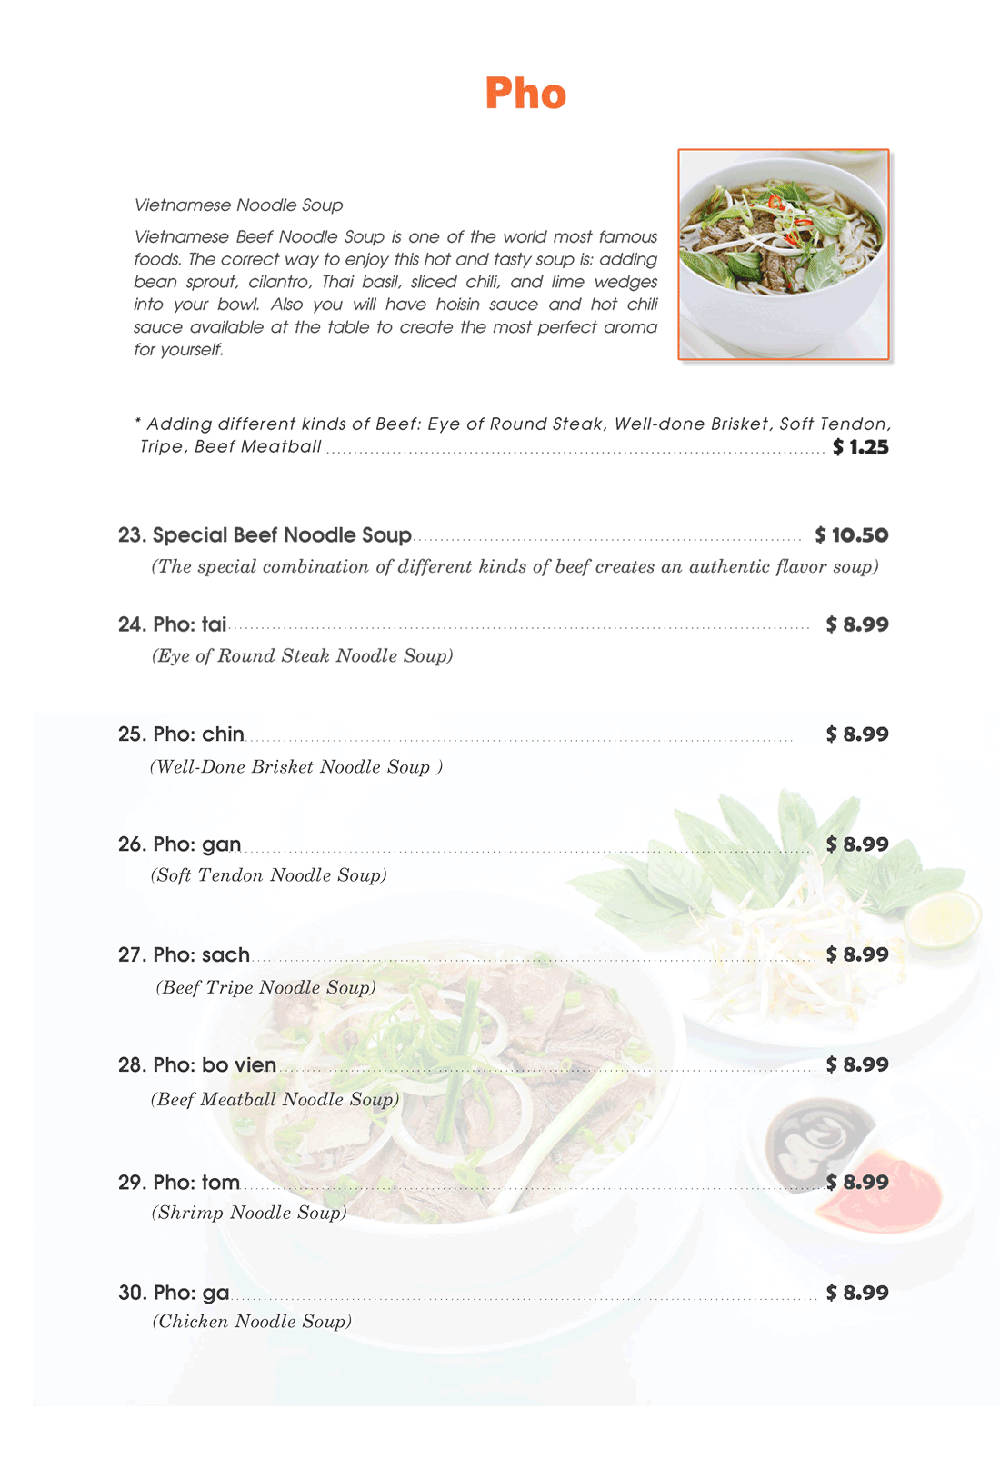 Pho
Vietnamese Noodle Soup
Vietnamese Beef Noodle Soup is one of the world most famous
foods. The correct way to enjoy this hot and tasty soup is: adding
bean sprout, cilantro, Thai basil, sliced chili, and lime wedges
into your bowl. Also you will have hoisin sauce and hot chili
sauce available at the table to create the most perfect aroma
for yourself.
* Adding different kinds of Beef: Eye of Round Steak, Well-done Brisket, Soft Tendon,
Tripe, Beef Meatball $ 1.25
23. Special Beef Noodle Soup $ 10.50
(The special combination of different kinds of beef creates an authentic flavor soup)
24. Pho: tai $ 8.99
(Eye of Round Steak Noodle Soup)
25. Pho: chin $ 8.99
(Well-Done Brisket Noodle Soup )
26. Pho: gan $ 8.99
(Soft Tendon Noodle Soup)
27. Pho: sach $ 8.99
(Beef Tripe Noodle Soup)
28. Pho: bo vien $ 8.99
(Beef Meatball Noodle Soup)
29. Pho: tom $ 8.99
(Shrimp Noodle Soup)
30. Pho: ga $ 8.99
(Chicken Noodle Soup)